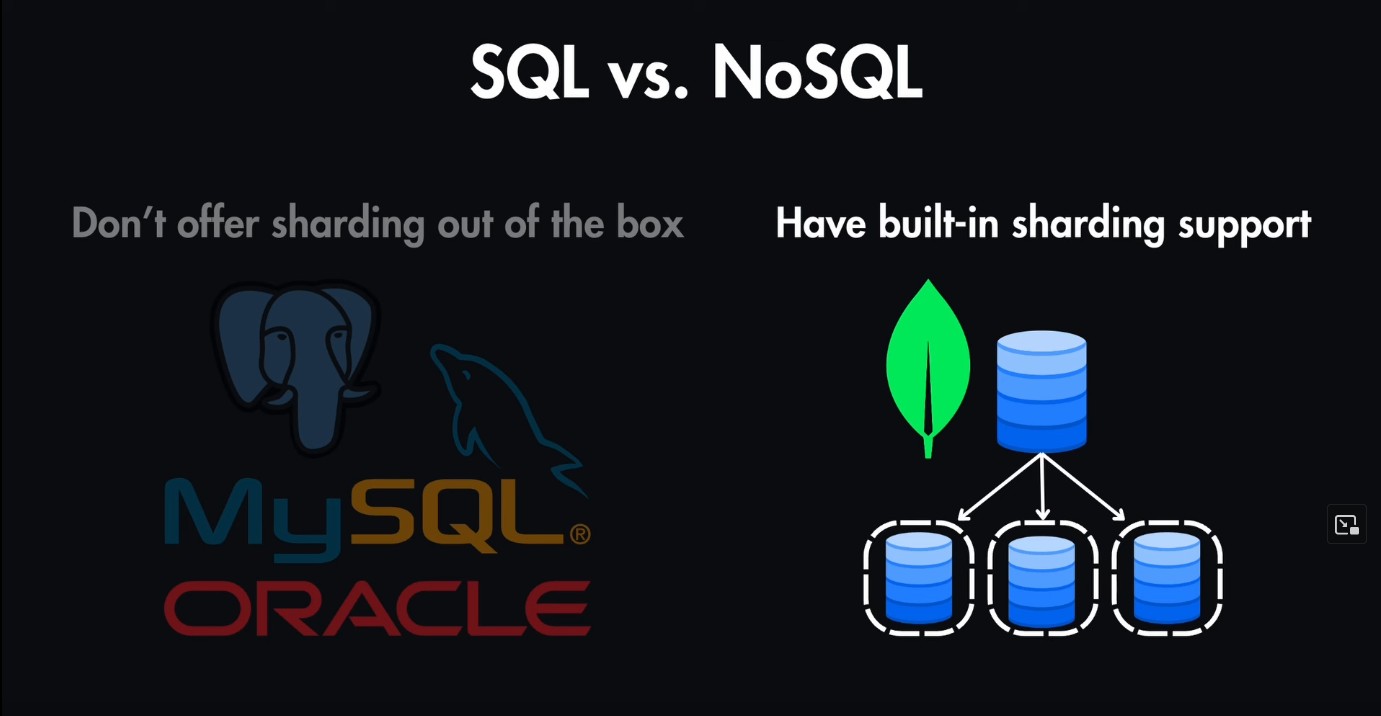 SQL vs. NoSQL
Don’t offer sharding out of the box
Have built-in sharding support
MySQL®
ORACLE